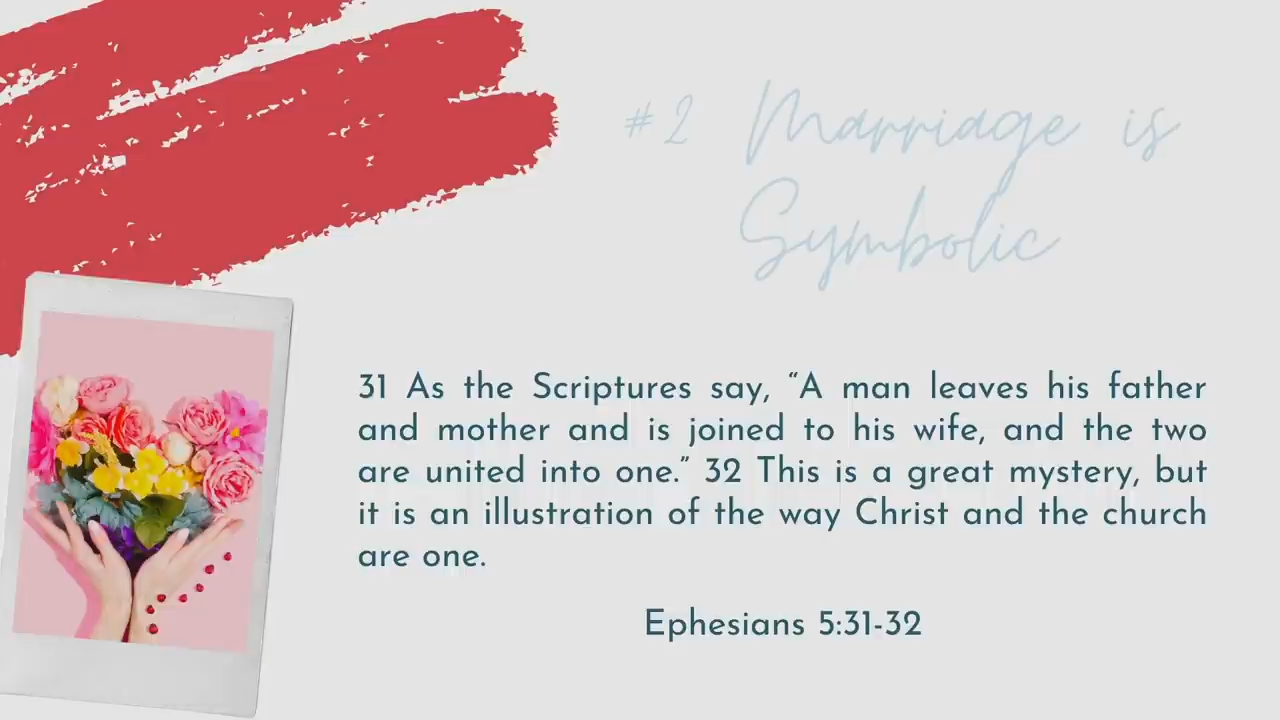 #2 Marriage is
Symbolic
31 As the Scriptures say, “A man leaves his father
and mother and is joined to his wife, and the two
are united into one.” 32 This is a great mystery, but
it is an illustration of the way Christ and the church
are one.
Ephesians 5:31-32